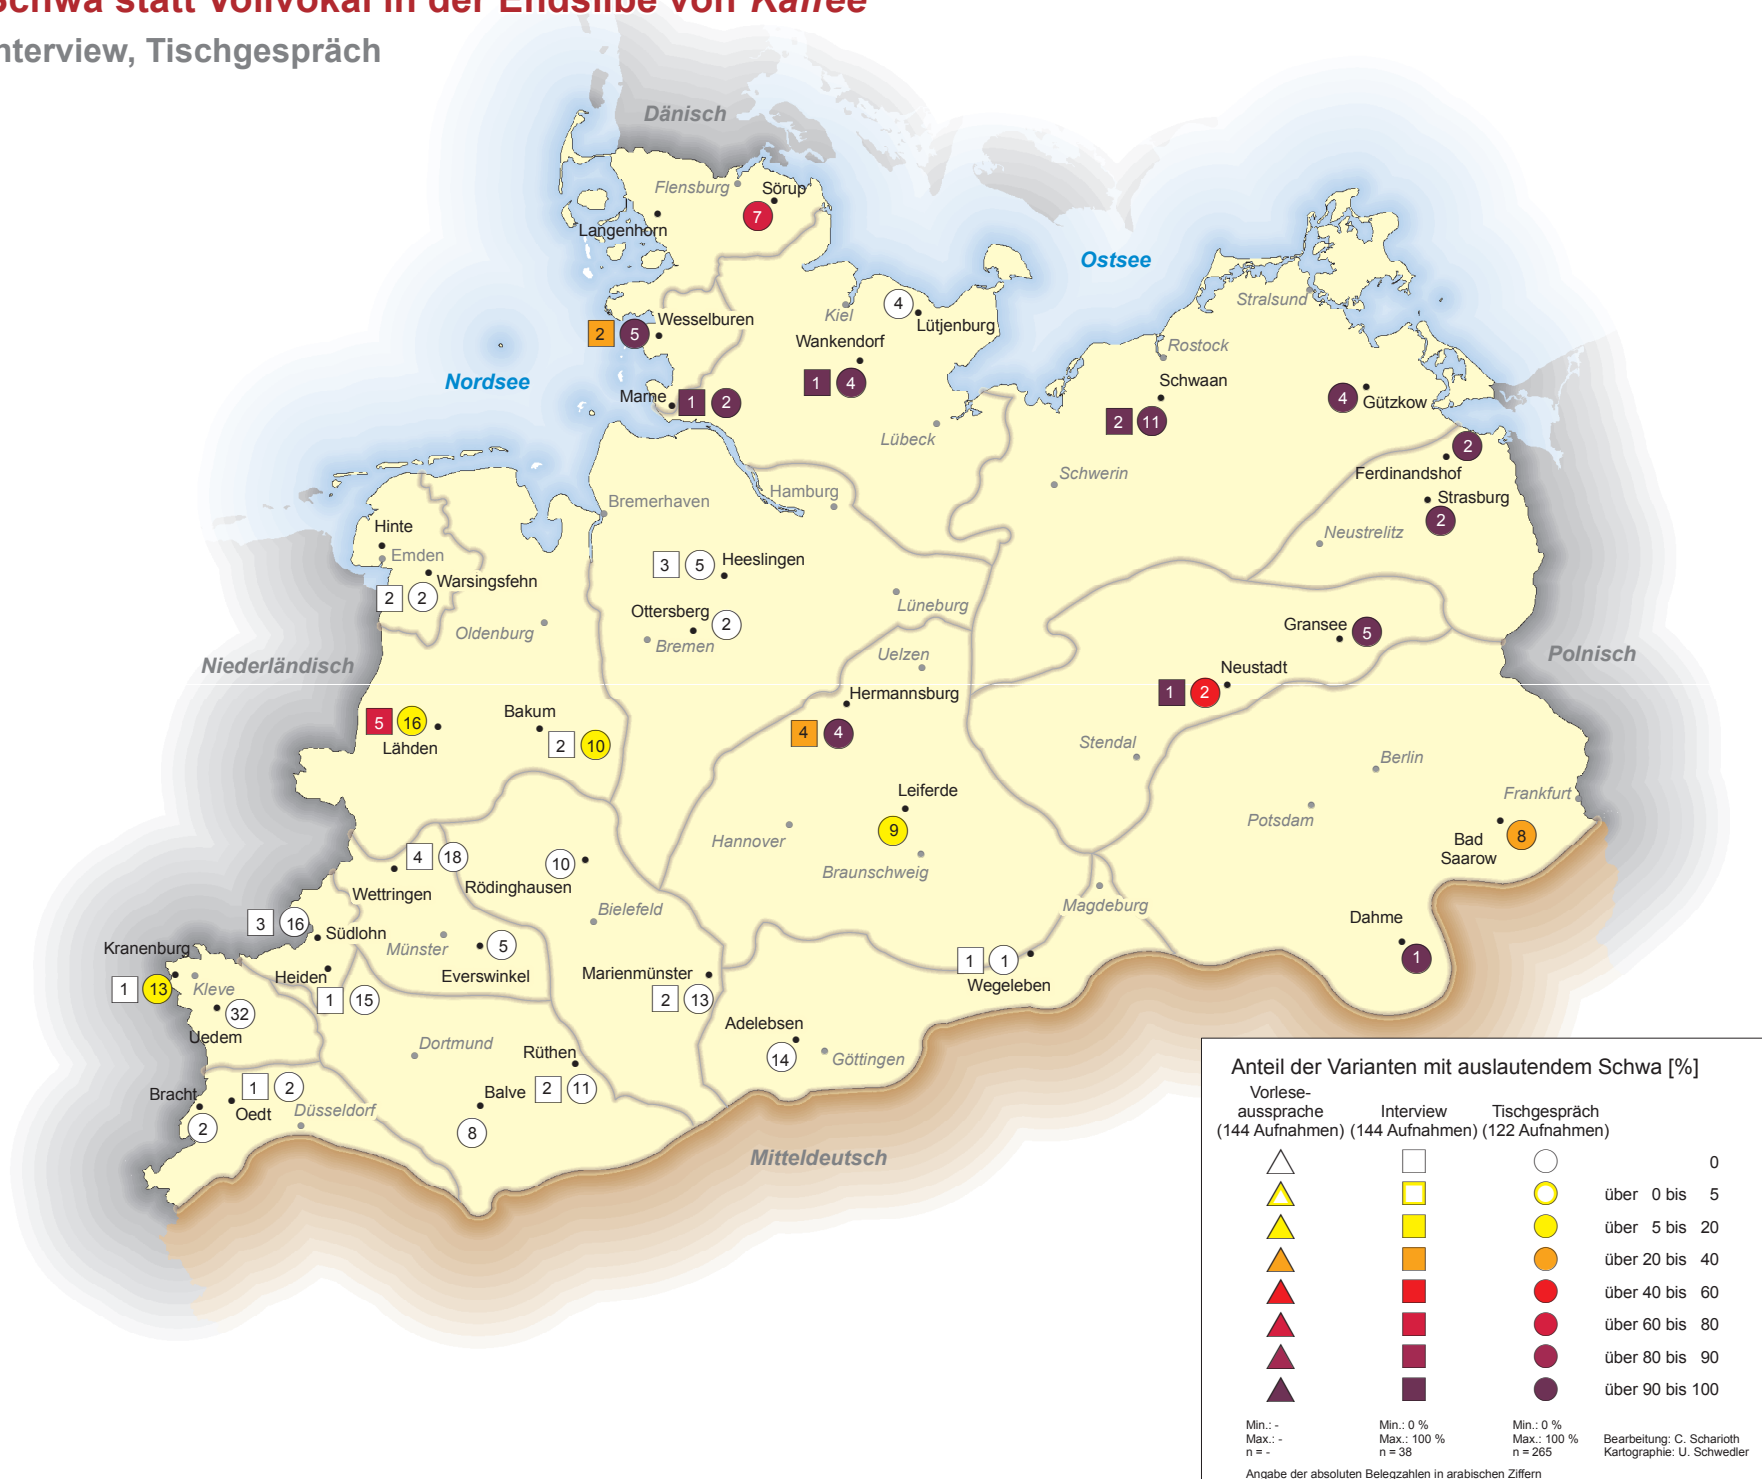 Schwa statt Vollvokal in der Endsilbe von Kaffee
Interview, Tischgespräch
Dänisch
Flensburg
Sörup
7
Langenhorn
Ostsee
Stralsund
Kiel
4
Lütjenburg
2 5
Wesselburen
Wankendorf
1 4
Rostock
Nordsee
Marne
1 2
Schwaan
2 11
4
Gützkow
Lübeck
2
Ferdinandshof
Schwerin
Hamburg
Bremerhaven
Strasburg
2
Neustrelitz
Hinte
Emden
Warsingsfehn
2 2
3 5
Heeslingen
Ottersberg
2
Bremen
Lüneburg
Oldenburg
Gransee
5
Niederländisch
Uelzen
Polnisch
Neustadt
1 2
Hermannsburg
4 4
5 16
Lähden
Bakum
2 10
Stendal
Berlin
Leiferde
9
Frankfurt
Hannover
Potsdam
Bad
Saarow
8
4 18
Wettringen
10
Rödinghausen
Braunschweig
Magdeburg
Bielefeld
3 16
Südlohn
Münster
5
Everswinkel
Dahme
1
Kranenburg
1 13
Kleve
Heiden
1 15
Marienmünster
2 13
1 1
Wegeleben
32
Uedem
Adelebsen
14
Göttingen
Dortmund
Rüthen
2 11
Bracht
2
1 2
Oedt
Düsseldorf
Balve
8
Mitteldeutsch
Anteil der Varianten mit auslautendem Schwa [%]
Vorlese-
aussprache Interview Tischgespräch
(144 Aufnahmen) (144 Aufnahmen) (122 Aufnahmen)
0
über 0 bis 5
über 5 bis 20
über 20 bis 40
über 40 bis 60
über 60 bis 80
über 80 bis 90
über 90 bis 100
Min.: - Min.: 0 % Min.: 0 %
Max.: - Max.: 100 % Max.: 100 % Bearbeitung: C. Scharioth
n = - n = 38 n = 265 Kartographie: U. Schwedler
Angabe der absoluten Belegzahlen in arabischen Ziffern